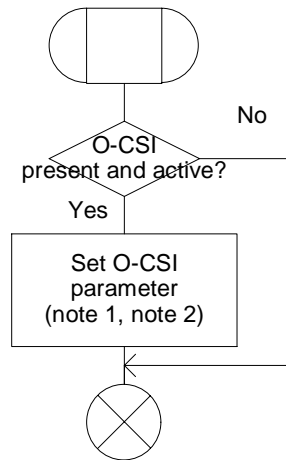 No
O-CSI
present and active?
Yes
Set O-CSI
parameter
(note 1, note 2)